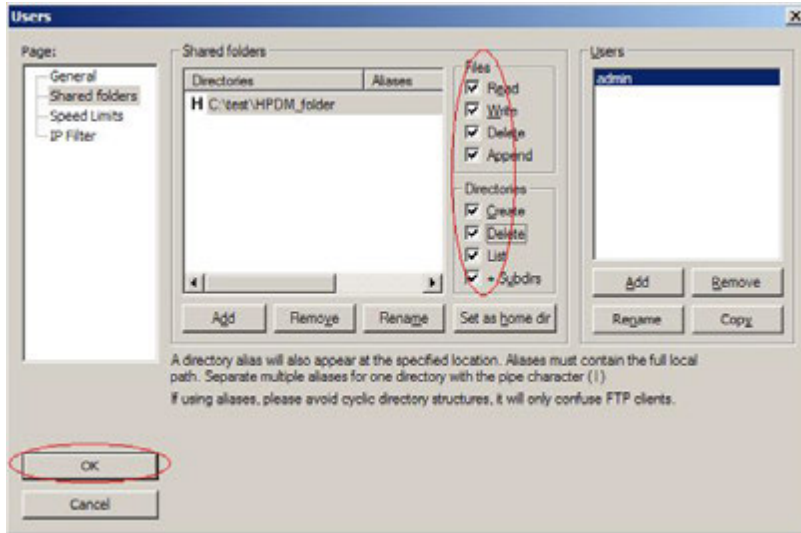 Users
Page:
General
Shared folders
Speed Limits
IP Filter
Shared folders
Directories Aliases
H C:\test\HPDM_folder
Add Remove Rename Set as home dir
Files
Read
Write
Delete
Append
Directories
Create
Delete
List
+ Subdirs
Users
admin
Add Remove
Rename Copy
A directory alias will also appear at the specified location. Aliases must contain the full local
path. Separate multiple aliases for one directory with the pipe character ( | )
If using aliases, please avoid cyclic directory structures, it will only confuse FTP clients.
OK
Cancel